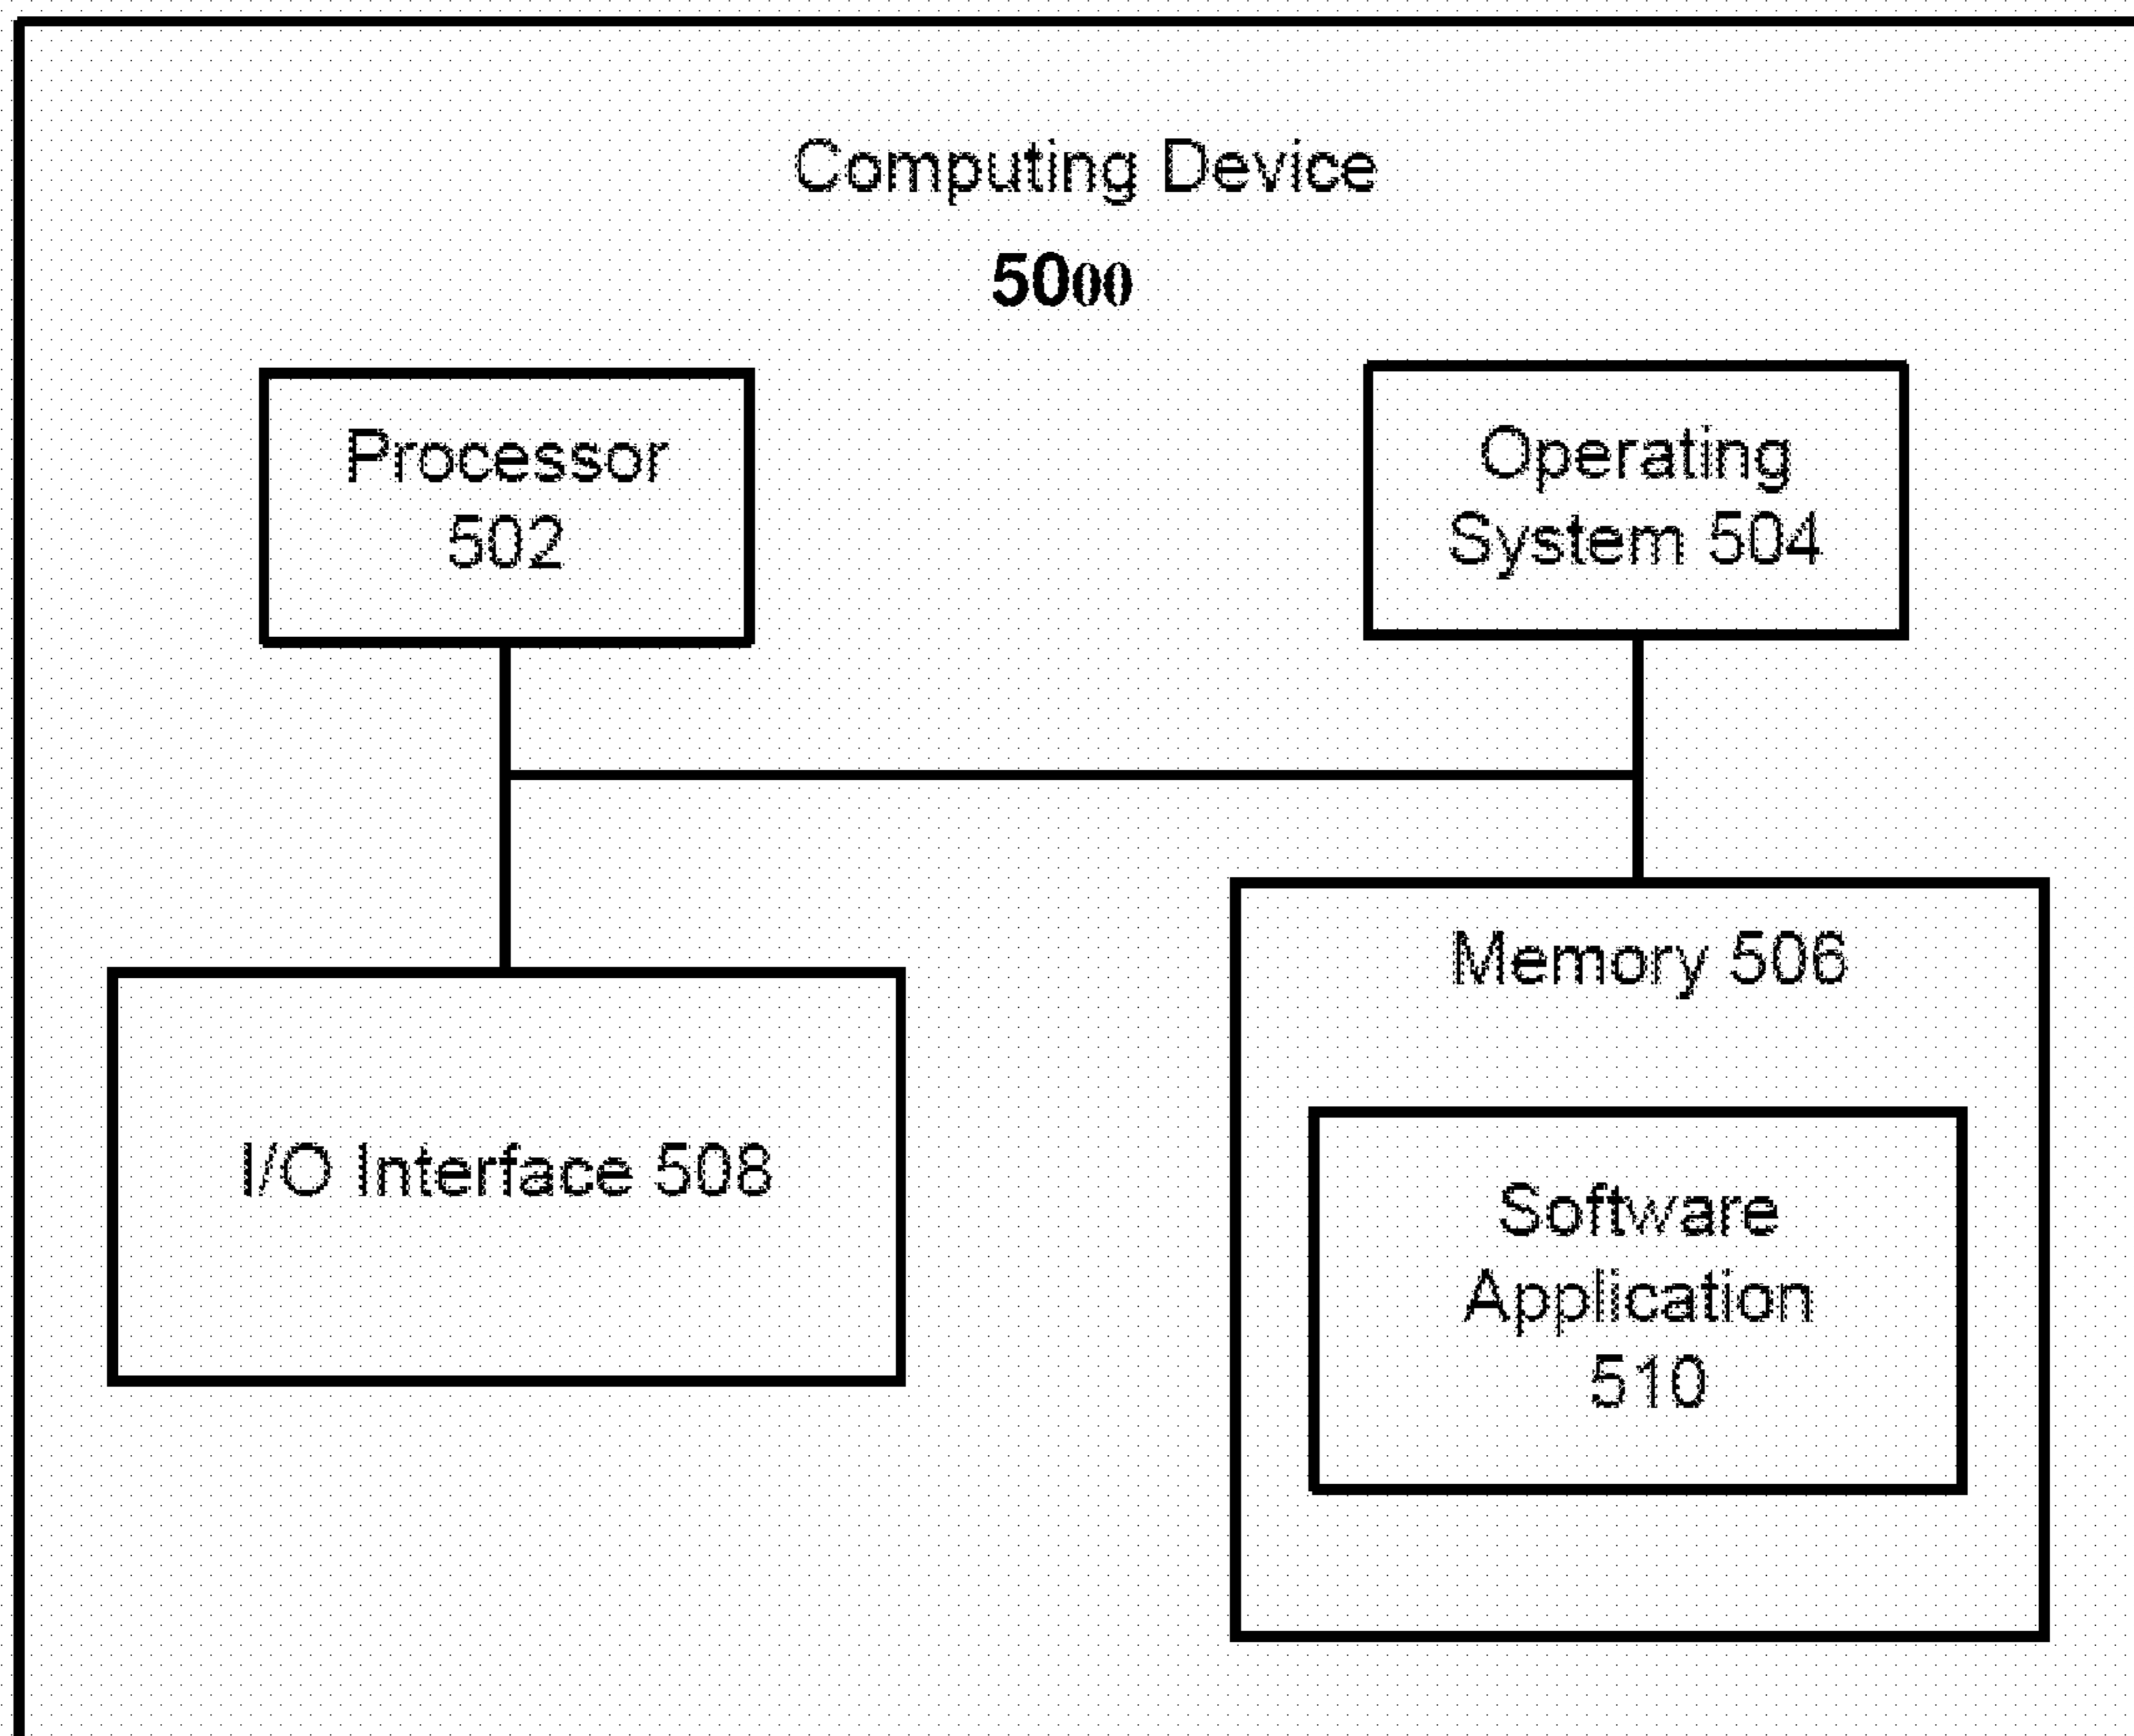 Computing Device
5000
Processor
502
Operating
System 504
I/O Interface 508
Memory 506
Software
Application
510